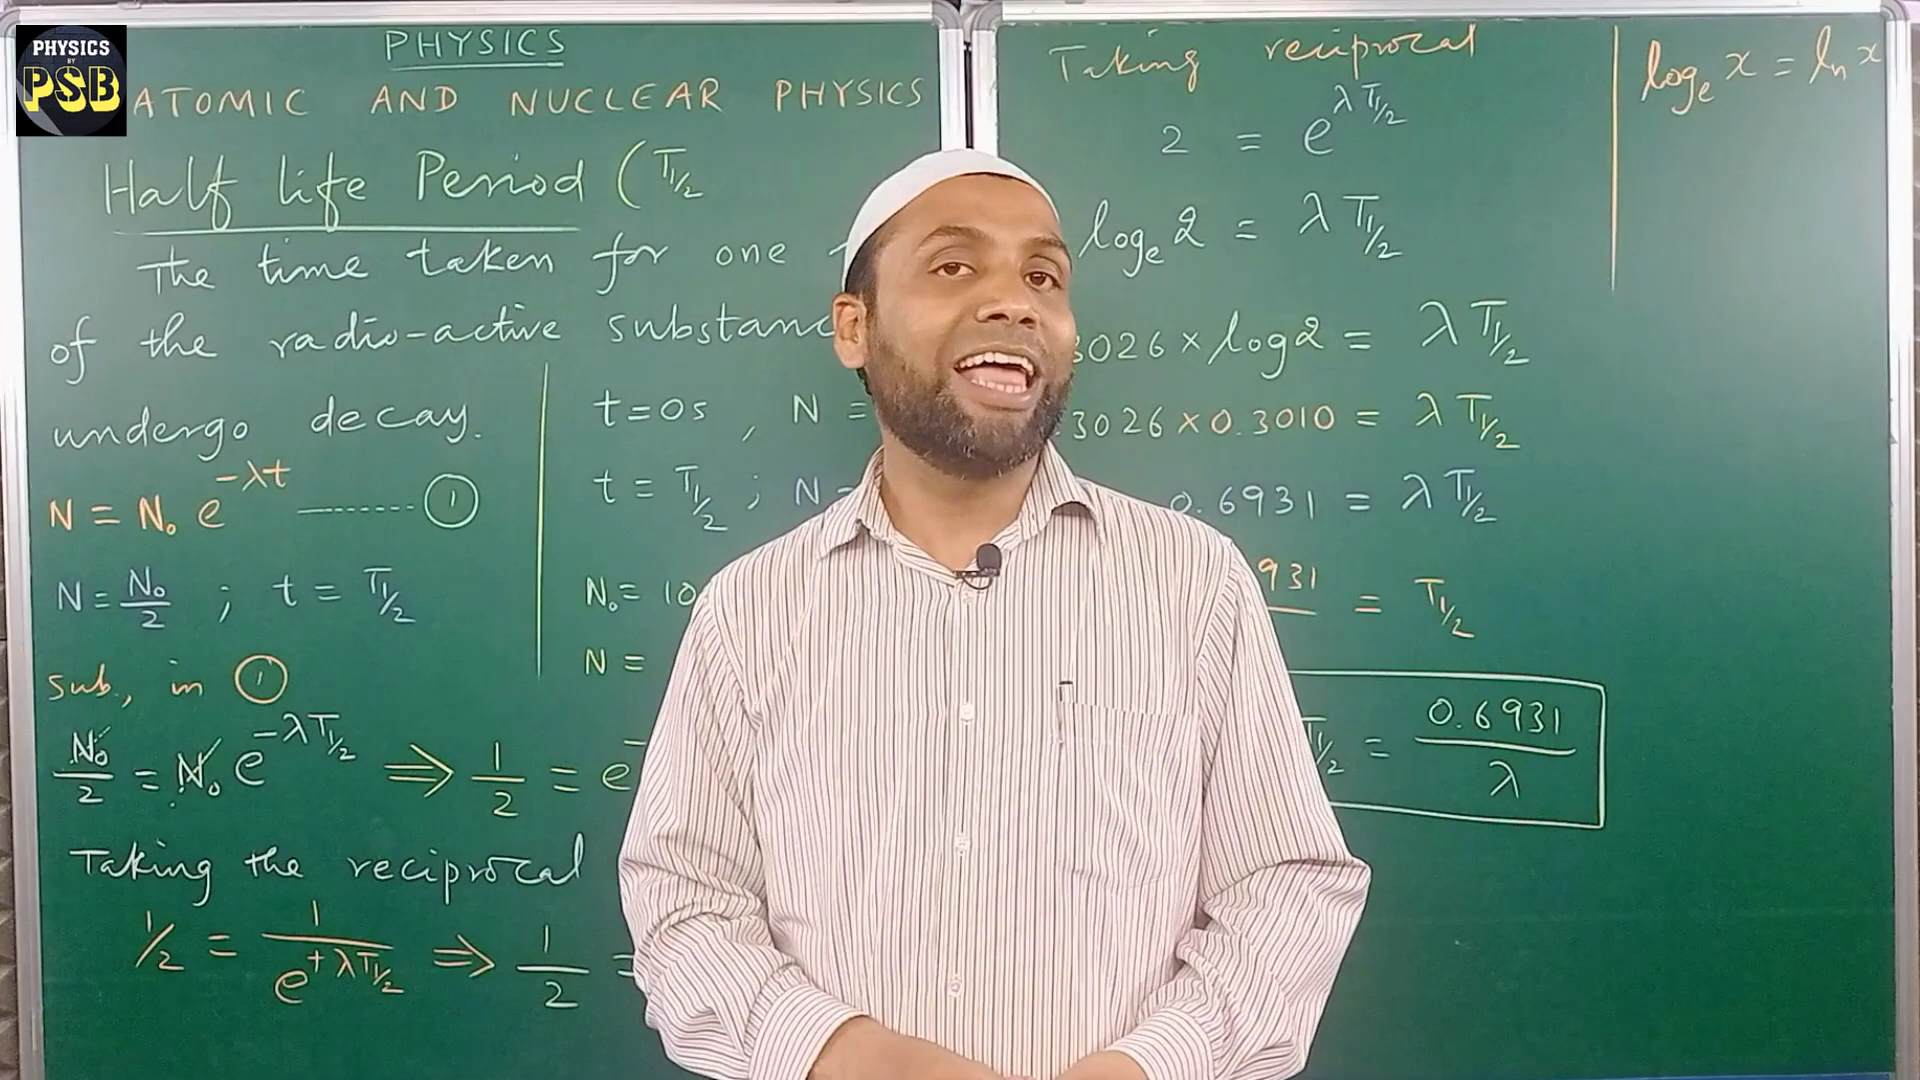 PHYSICS
BY
PSB
PHYSICS
ATOMIC AND NUCLEAR PHYSICS
Half life Period (T1/2
The time taken for one
of the radio-active substanc
undergo decay.
N = N₀ e^-λt -------- ①
N = N₀/2 ; t = T1/2
sub., in ①
N₀/2 = N₀ e^-λT1/2 ⇒ 1/2 = e^-
Taking the reciprocal
1/2 = 1/e^+λT1/2 ⇒ 1/2 =
t = 0s , N =
t = T1/2 ; N =
N₀ = 10
N =
Taking reciprocal
2 = e^λT1/2
logₑ 2 = λ T1/2
3026 × log 2 = λ T1/2
.3026 × 0.3010 = λ T1/2
0.6931 = λ T1/2
931 = T1/2
T1/2 = 0.6931/λ
logₑ x = ln x